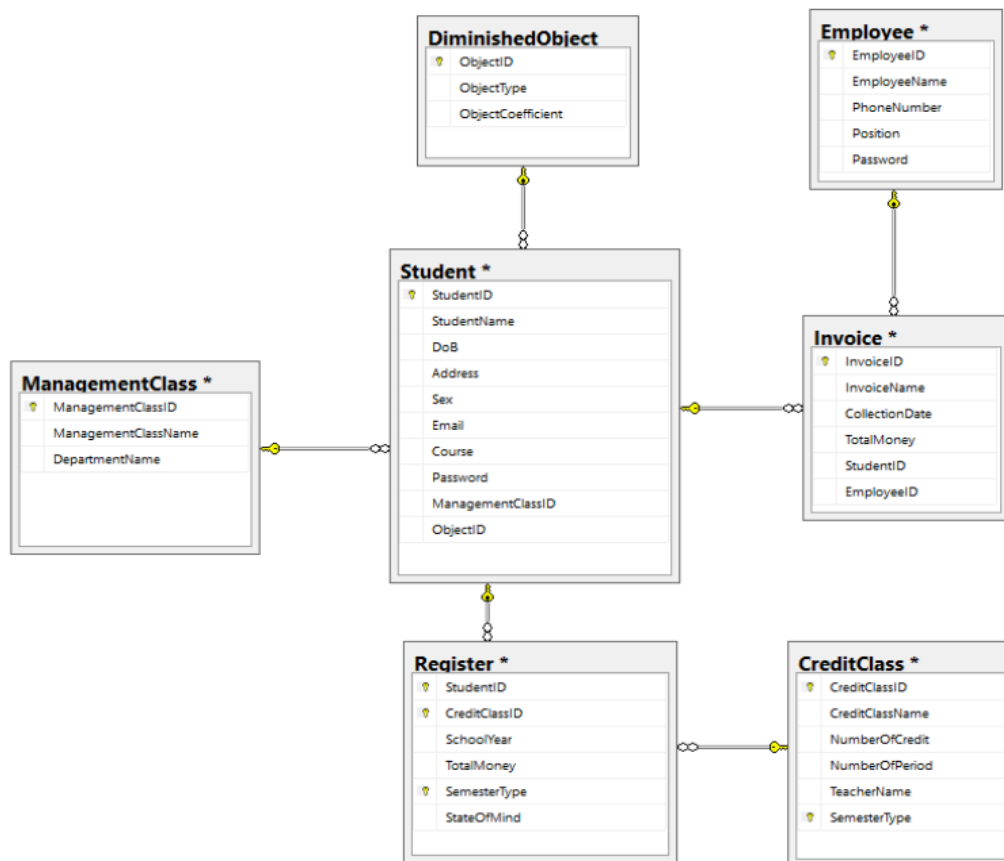 DiminishedObject
ObjectID
ObjectType
ObjectCoefficient
Employee *
EmployeeID
EmployeeName
PhoneNumber
Position
Password
Student *
StudentID
StudentName
DoB
Address
Sex
Email
Course
Password
ManagementClassID
ObjectID
Invoice *
InvoiceID
InvoiceName
CollectionDate
TotalMoney
StudentID
EmployeeID
ManagementClass *
ManagementClassID
ManagementClassName
DepartmentName
Register *
StudentID
CreditClassID
SchoolYear
TotalMoney
SemesterType
StateOfMind
CreditClass *
CreditClassID
CreditClassName
NumberOfCredit
NumberOfPeriod
TeacherName
SemesterType